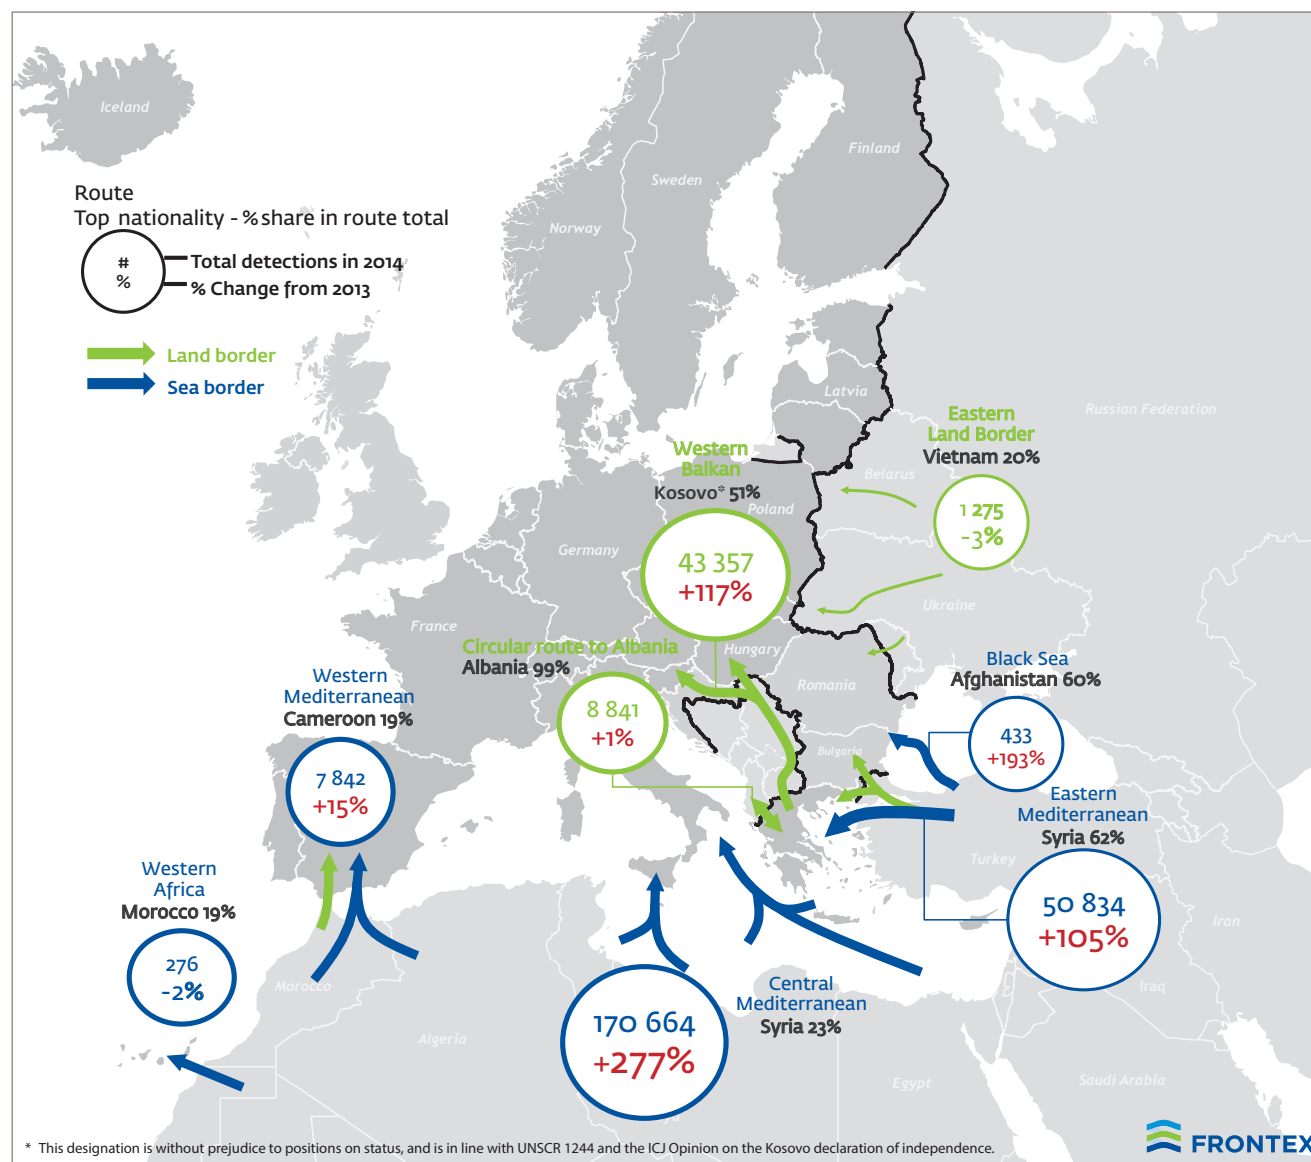 Iceland
Route
Top nationality - % share in route total
#
%
Total detections in 2014
% Change from 2013
Land border
Sea border
Finland
Sweden
Norway
Latvia
Russian Federation
Belarus
Poland
Germany
Ukraine
France
Hungary
Romania
Bulgaria
Turkey
Iran
Iraq
Morocco
Algeria
Egypt
Saudi Arabia
Eastern
Land Border
Vietnam 20%
1 275
-3%
Western
Balkan
Kosovo* 51%
43 357
+117%
Circular route to Albania
Albania 99%
8 841
+1%
Black Sea
Afghanistan 60%
433
+193%
Western
Mediterranean
Cameroon 19%
7 842
+15%
Eastern
Mediterranean
Syria 62%
50 834
+105%
Western
Africa
Morocco 19%
276
-2%
Central
Mediterranean
Syria 23%
170 664
+277%
* This designation is without prejudice to positions on status, and is in line with UNSCR 1244 and the ICJ Opinion on the Kosovo declaration of independence.
FRONTEX